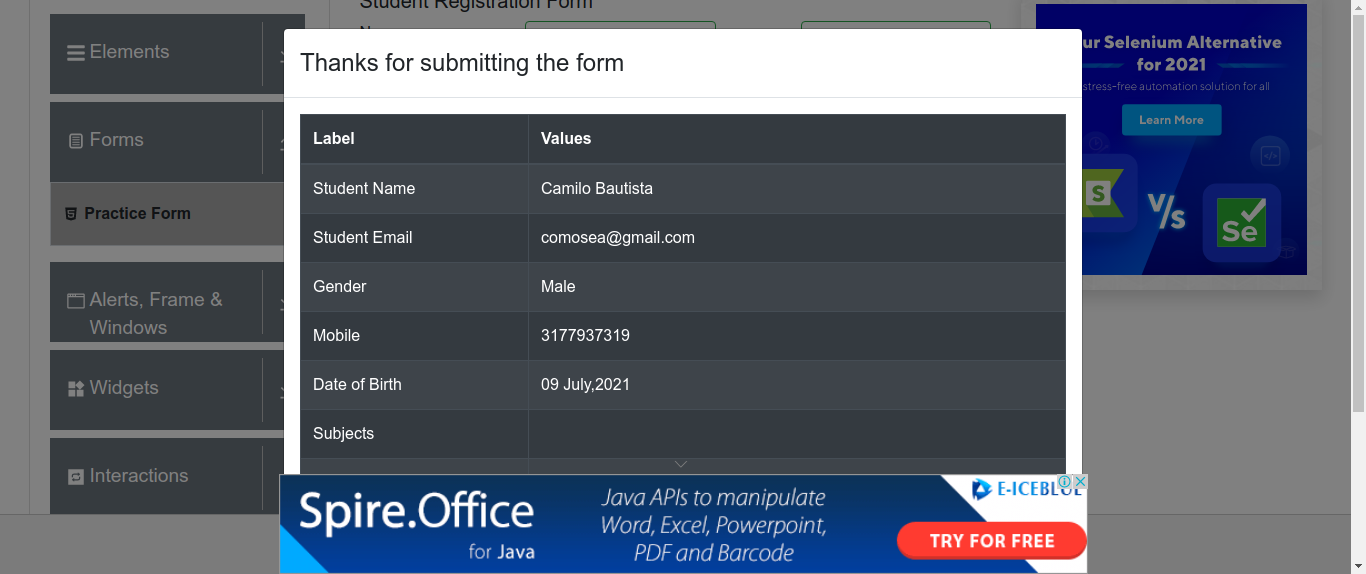 Student Registration Form
Elements
Forms
Practice Form
Alerts, Frame &
Windows
Widgets
Interactions
Thanks for submitting the form
Label Values
Student Name Camilo Bautista
Student Email comosea@gmail.com
Gender Male
Mobile 3177937319
Date of Birth 09 July,2021
Subjects
ur Selenium Alternative
for 2021
stress-free automation solution for all
Learn More
S
V/S
Se
Spire.Office
for Java
Java APIs to manipulate
Word, Excel, Powerpoint,
PDF and Barcode
E-ICEBLUE
TRY FOR FREE